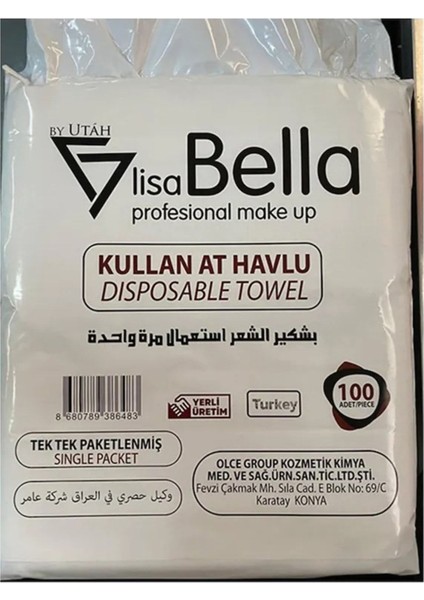 BY UTÁH
lisaBella
profesional make up
KULLAN AT HAVLU
DISPOSABLE TOWEL
بشكير الشعر استعمال مرة واحدة
8 680789 386483
YERLİ
ÜRETİM
Turkey
100
ADET/PIECE
TEK TEK PAKETLENMİŞ
SINGLE PACKET
وكيل حصري في العراق شركة عامر
OLCE GROUP KOZMETİK KİMYA
MED. VE SAĞ.ÜRN.SAN.TİC.LTD.ŞTİ.
Fevzi Çakmak Mh. Sıla Cad. E Blok No: 69/C
Karatay KONYA